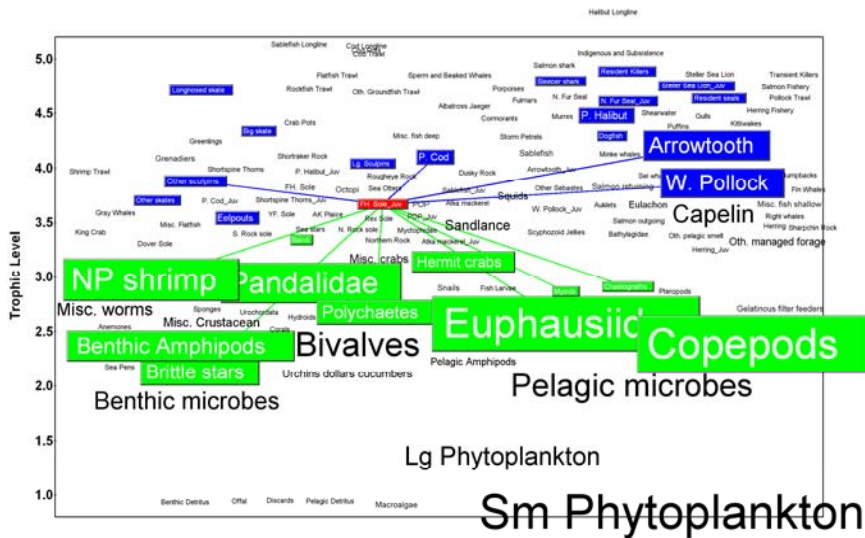 Halibut Longline
Sablefish Longline
Cod Longline
Cod Trawl
Indigenous and Subsistence
5.0
Salmon shark
Flatfish Trawl
Sperm and Beaked Whales
Resident Killers
Steller Sea Lion
Transient Killers
Longnosed skate
Rockfish Trawl
Oth. Groundfish Trawl
Porpoises
Sleeper shark
Steller Sea Lion_Juv
Salmon Fishery
Fulmars
N. Fur Seal
N. Fur Seal_Juv
Resident seals
Pollock Trawl
4.5
Albatross Jaeger
Cormorants
Murres
P. Halibut
Shearwater
Gulls
Herring Fishery
Crab Pots
Puffins
Kittiwakes
Big skate
Misc. fish deep
Storm Petrels
Dogfish
Greenlings
Arrowtooth
Grenadiers
Shortraker Rock
Lg. Sculpins
P. Cod
Sablefish
Minke whales
4.0
Shrimp Trawl
Shortspine Thorns
P. Halibut_Juv
Rougheye Rock
Dusky Rock
Arrowtooth_Juv
Other sculpins
FH. Sole
Octopi
Sea Otters
Sablefish_Juv
Squids
Other Sebastes
Salmon returning
W. Pollock
Fin Whales
Other skates
P. Cod_Juv
Shortspine Thorns_Juv
FH. Sole_Juv
POP
Auklets
Eulachon
Misc. fish shallow
3.5
Gray Whales
Misc. Flatfish
Eelpouts
YF. Sole
AK Plaice
Rex Sole
POP_Juv
Sandlance
W. Pollock_Juv
Salmon outgoing
Capelin
Right whales
Herring
Sharpchin Rock
King Crab
S. Rock sole
Sea stars
N. Rock sole
Myctophidae
Scyphozoid Jellies
Bathylagidae
Oth. pelagic smelt
Oth. managed forage
Dover Sole
Northern Rock
Atka mackerel_Juv
Herring_Juv
Trophic Level
Misc. crabs
Hermit crabs
3.0
NP shrimp
Pandalidae
Snails
Fish Larvae
Mysids
Chaetognaths
Pteropods
Misc. worms
Sponges
Urochordata
Hydroids
Polychaetes
Euphausiid
Gelatinous filter feeders
2.5
Anemones
Misc. Crustacean
Corals
Benthic Amphipods
Bivalves
Copepods
Sea Pens
Brittle stars
Urchins dollars cucumbers
Pelagic Amphipods
2.0
Benthic microbes
Pelagic microbes
1.5
Lg Phytoplankton
1.0
Benthic Detritus
Offal
Discards
Pelagic Detritus
Macroalgae
Sm Phytoplankton